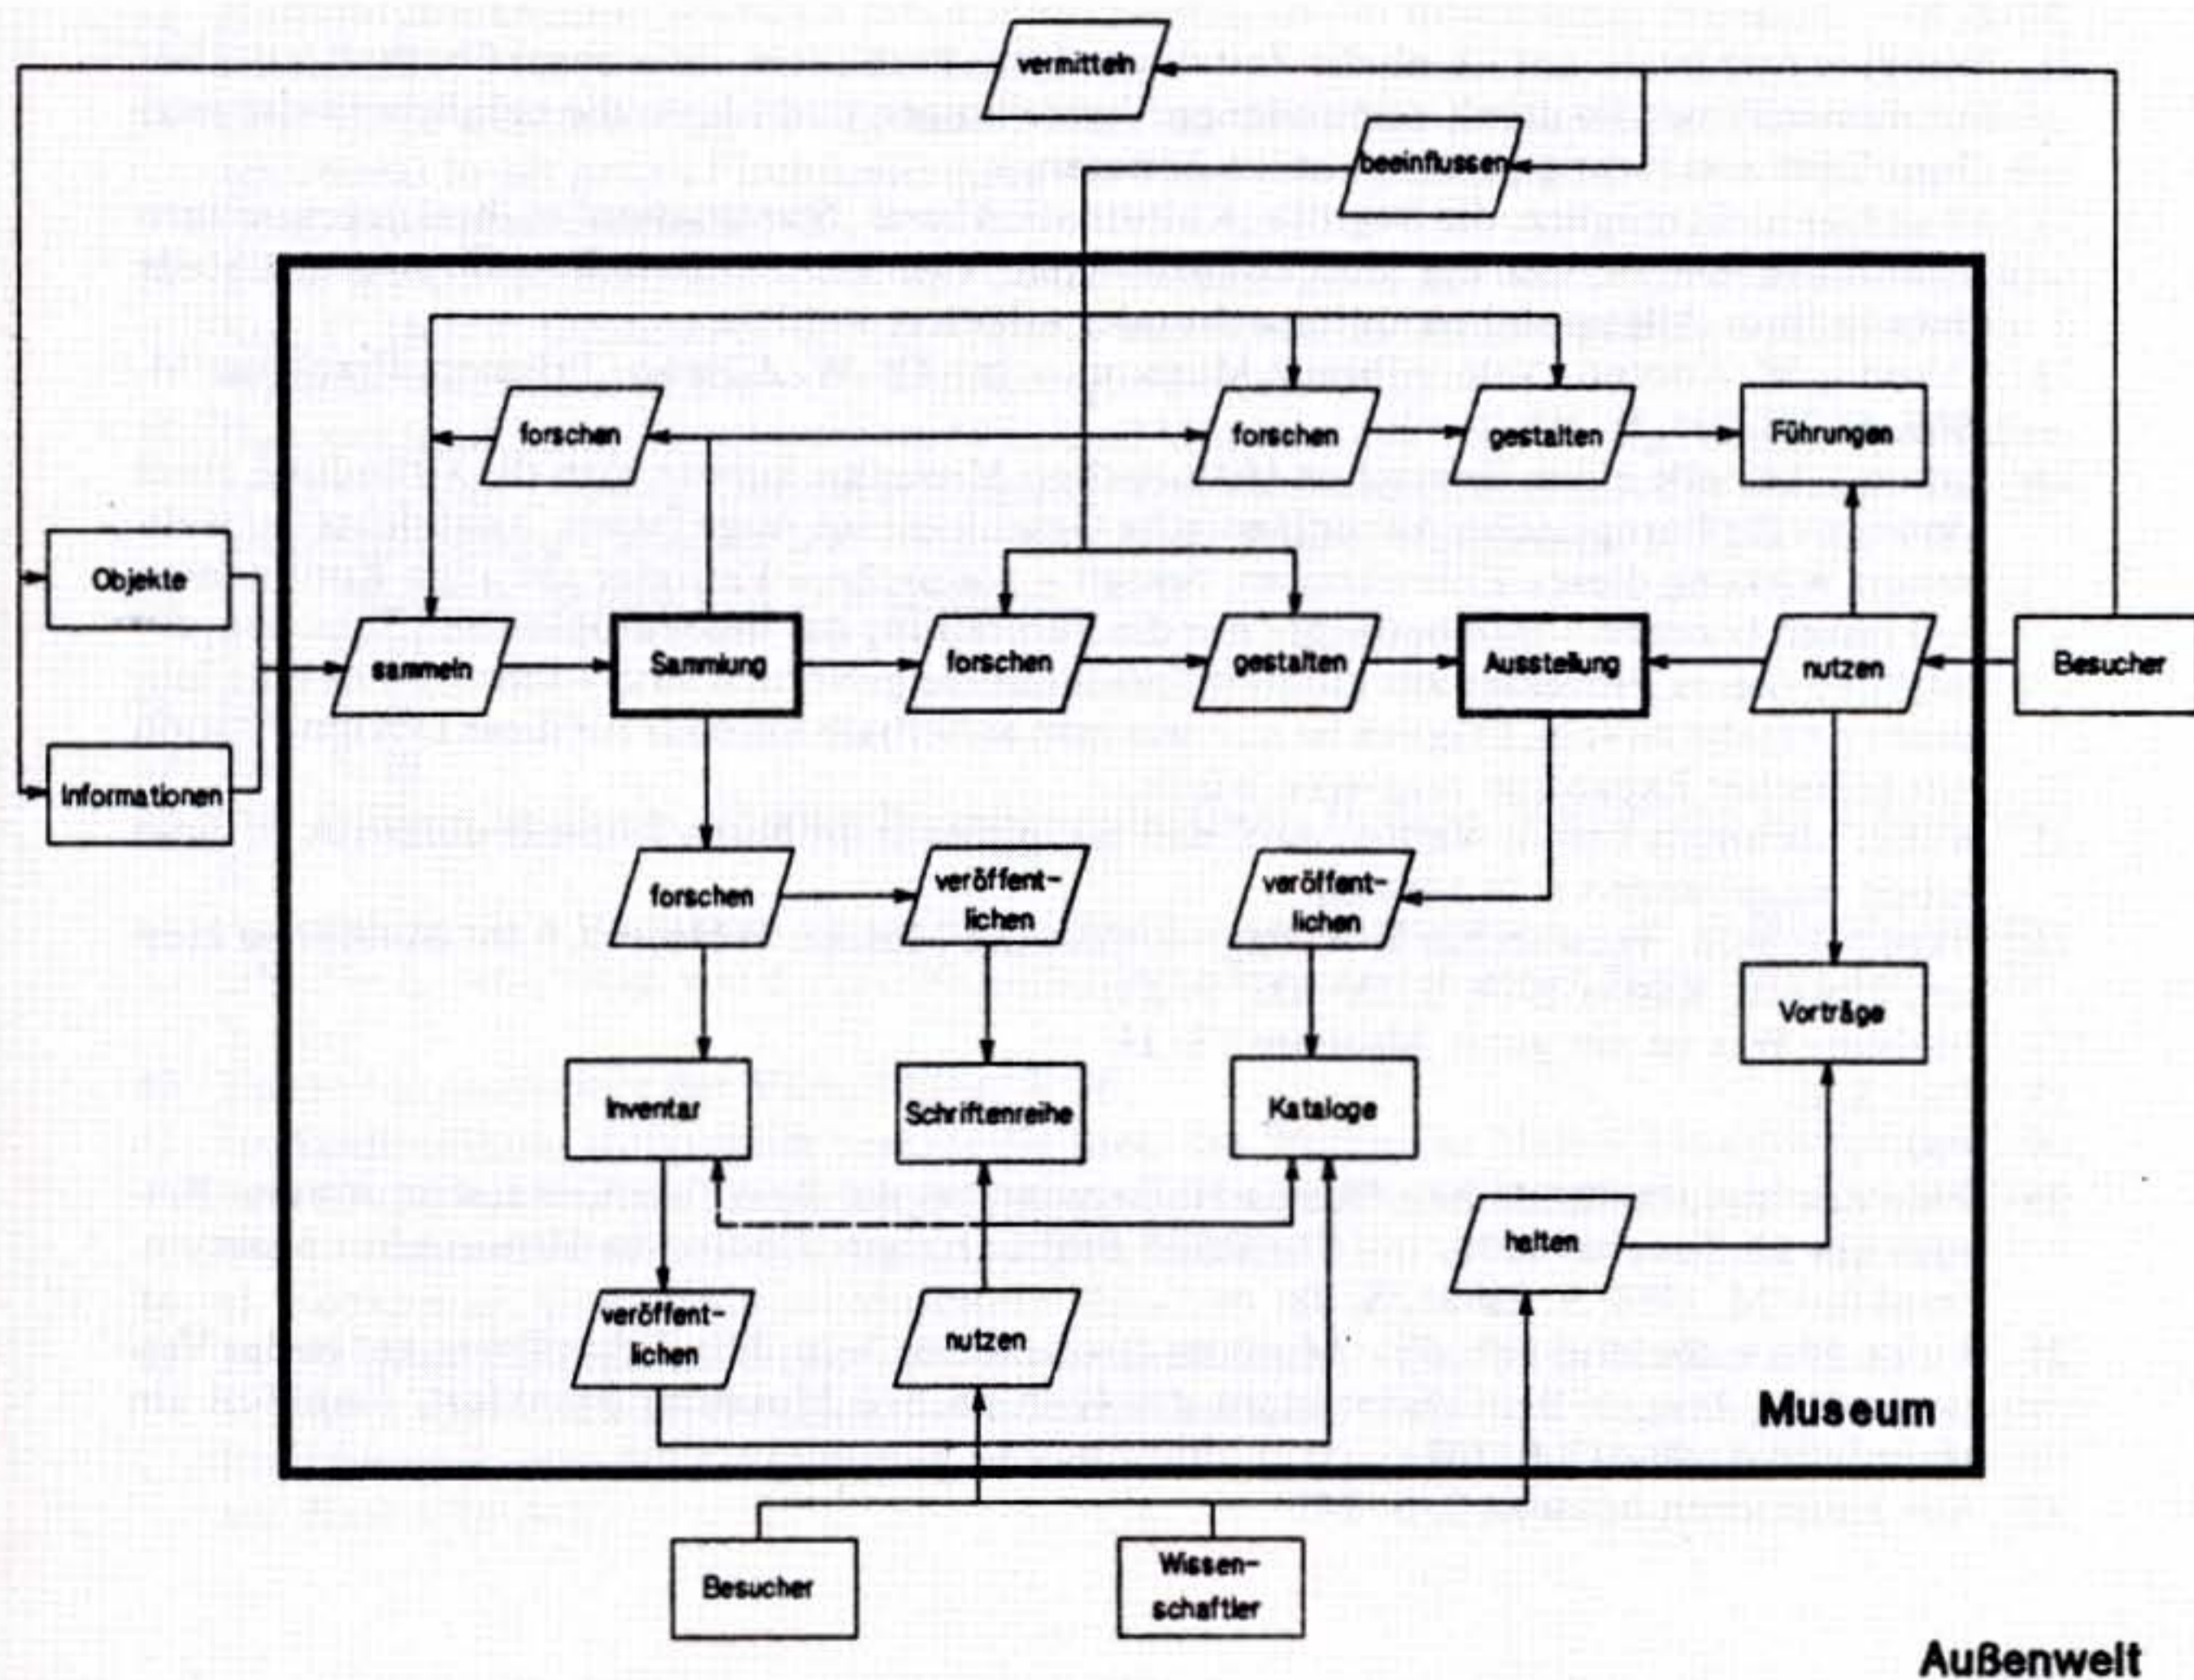 vermitteln
beeinflussen
forschen
forschen
gestalten
Führungen
Objekte
sammeln
Sammlung
forschen
gestalten
Ausstellung
nutzen
Besucher
Informationen
forschen
veröffent-
lichen
veröffent-
lichen
Vorträge
Inventar
Schriftenreihe
Kataloge
halten
veröffent-
lichen
nutzen
Museum
Besucher
Wissen-
schaftler
Außenwelt